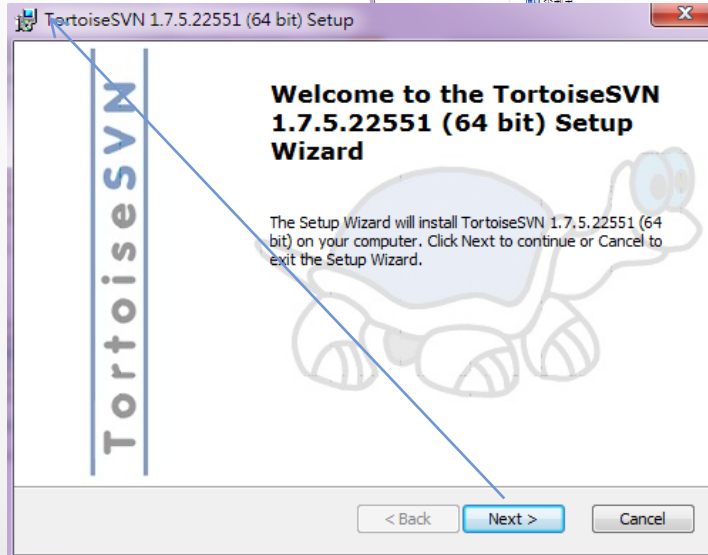 TortoiseSVN 1.7.5.22551 (64 bit) Setup
X
TortoiseSVN
Welcome to the TortoiseSVN
1.7.5.22551 (64 bit) Setup
Wizard
The Setup Wizard will install TortoiseSVN 1.7.5.22551 (64
bit) on your computer. Click Next to continue or Cancel to
exit the Setup Wizard.
< Back
Next >
Cancel